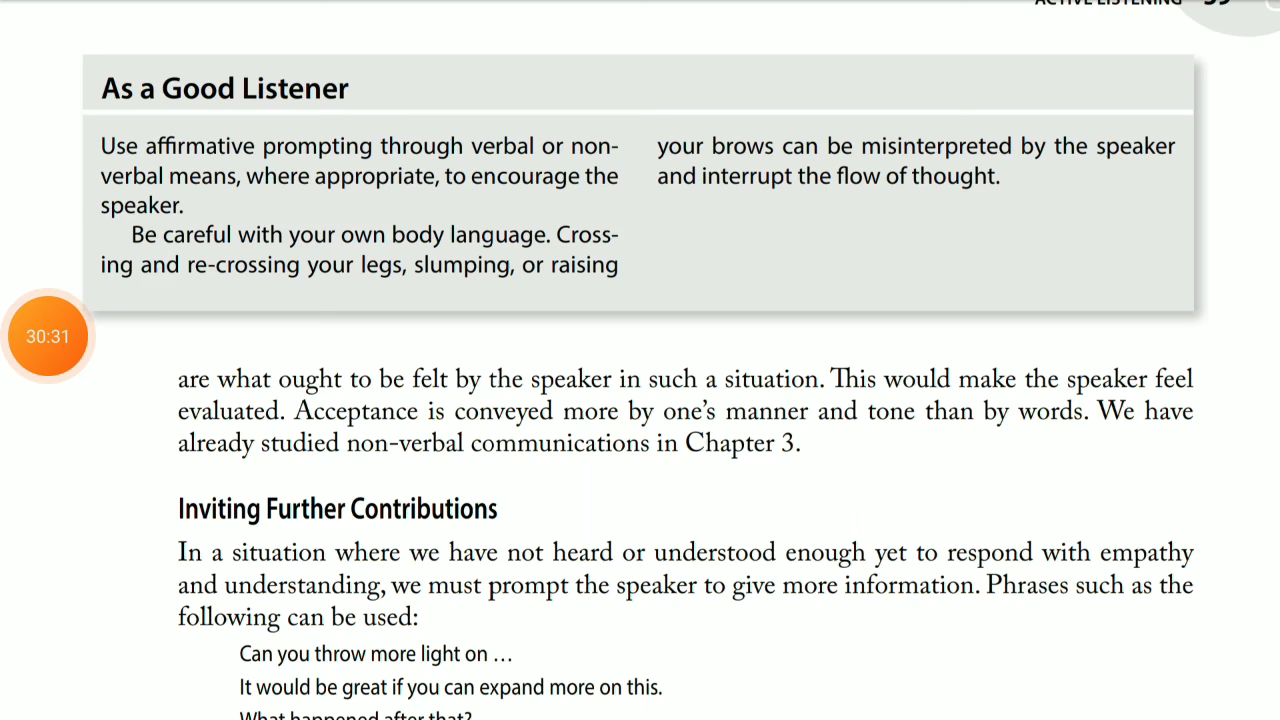 ACTIVE LISTENING
As a Good Listener
Use affirmative prompting through verbal or non-
verbal means, where appropriate, to encourage the
speaker.
Be careful with your own body language. Cross-
ing and re-crossing your legs, slumping, or raising
your brows can be misinterpreted by the speaker
and interrupt the flow of thought.
30:31
are what ought to be felt by the speaker in such a situation. This would make the speaker feel
evaluated. Acceptance is conveyed more by one’s manner and tone than by words. We have
already studied non-verbal communications in Chapter 3.
Inviting Further Contributions
In a situation where we have not heard or understood enough yet to respond with empathy
and understanding, we must prompt the speaker to give more information. Phrases such as the
following can be used:
Can you throw more light on …
It would be great if you can expand more on this.
What happened after that?